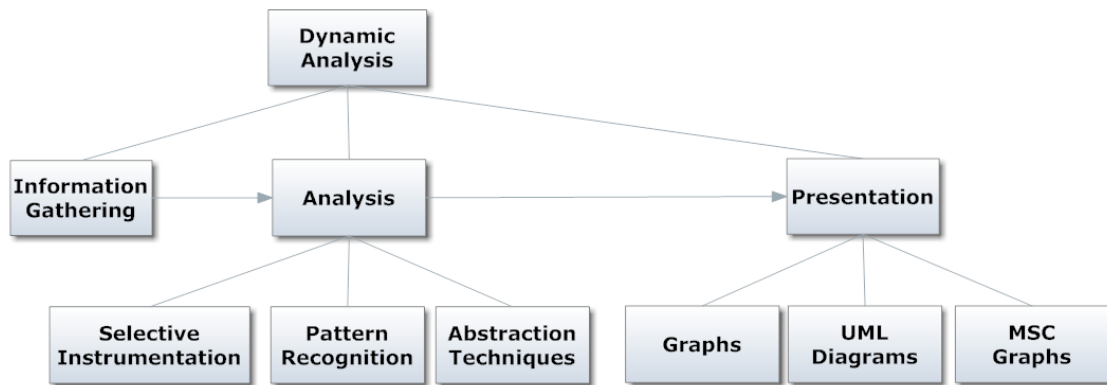 Dynamic
Analysis
Information
Gathering
Analysis
Presentation
Selective
Instrumentation
Pattern
Recognition
Abstraction
Techniques
Graphs
UML
Diagrams
MSC
Graphs